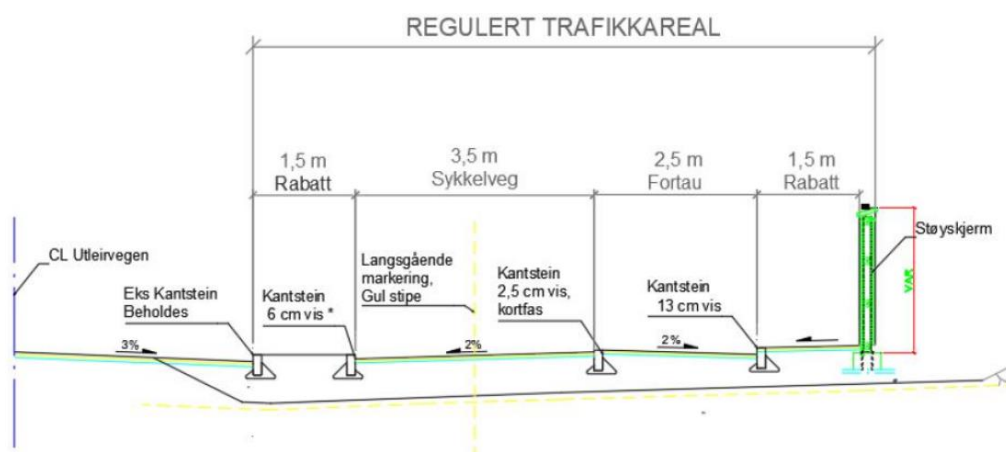 REGULERT TRAFIKKAREAL
1,5 m
Rabatt
3,5 m
Sykkelveg
2,5 m
Fortau
1,5 m
Rabatt
CL Utleirvegen
Eks Kantstein
Beholdes
Kantstein
6 cm vis *
Langsgående
markering,
Gul stipe
Kantstein
2,5 cm vis,
kortfas
Kantstein
13 cm vis
Støyskjerm
VAR
3%
2%
2%